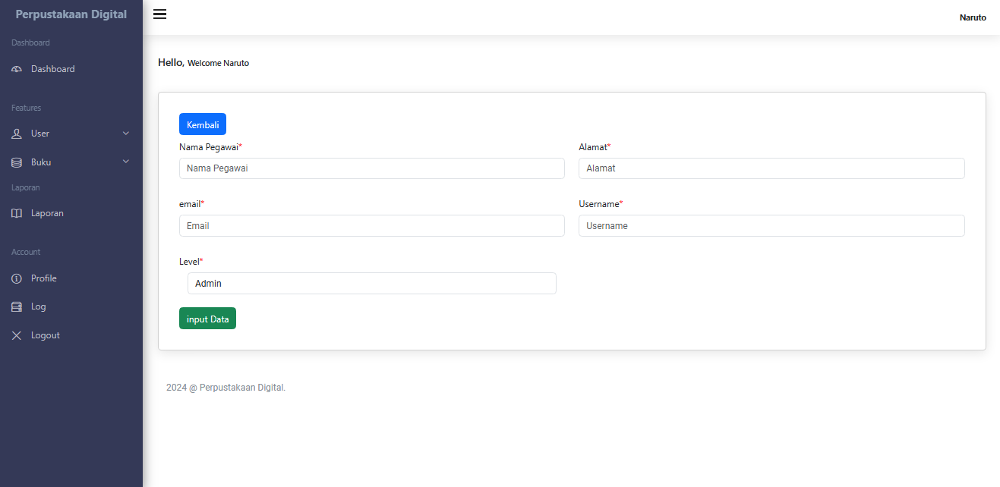 Perpustakaan Digital
Naruto
Dashboard
Dashboard
Features
User
Buku
Laporan
Laporan
Account
Profile
Log
Logout
Hello, Welcome Naruto
Kembali
Nama Pegawai* Alamat*
Nama Pegawai Alamat
email* Username*
Email Username
Level*
Admin
input Data
2024 @ Perpustakaan Digital.